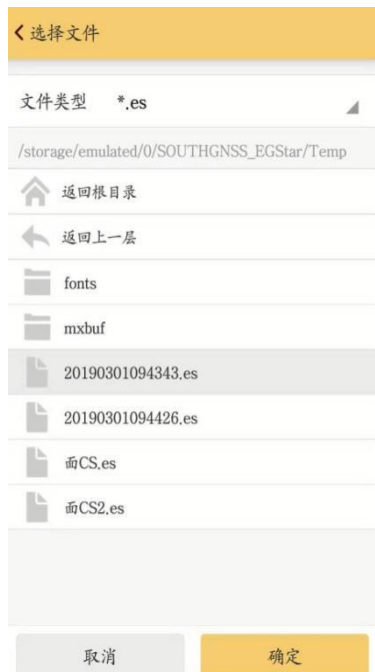 选择文件
文件类型 *.es
/storage/emulated/0/SOUTHGNSS_EGStar/Temp
返回根目录
返回上一层
fonts
mxbuf
20190301094343.es
20190301094426.es
面CS.es
面CS2.es
取消 确定